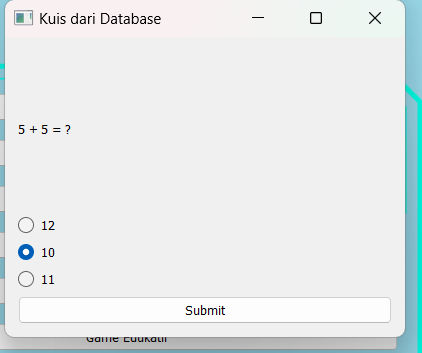 Kuis dari Database
5 + 5 = ?
12
10
11
Submit
Game Edukatif